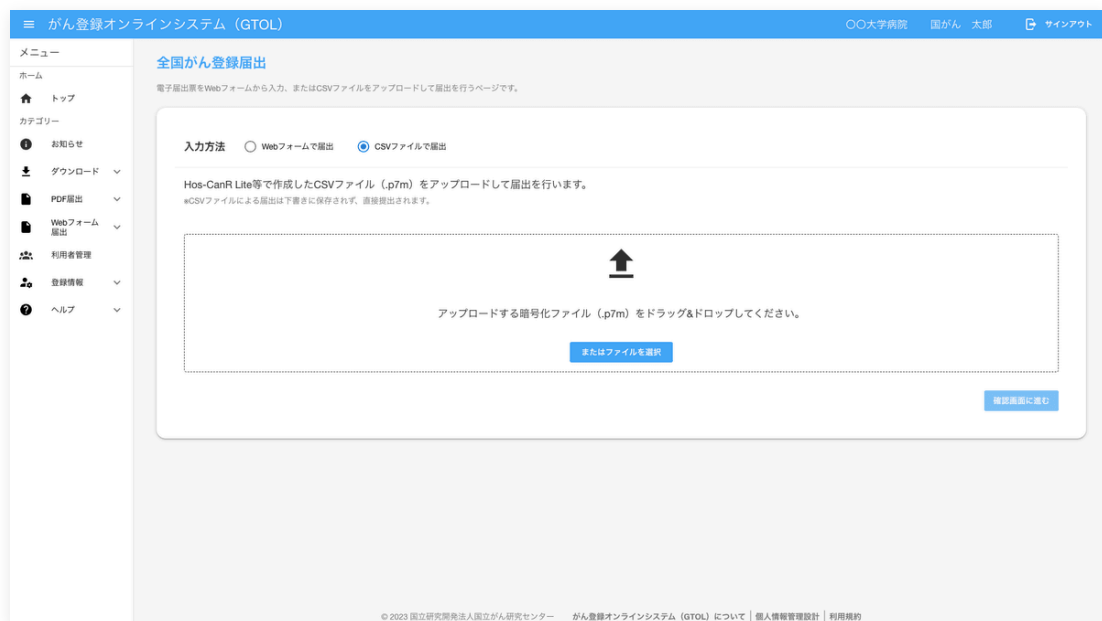 がん登録オンラインシステム（GTOL）
〇〇大学病院 国がん 太郎 サインアウト
メニュー
ホーム
トップ
カテゴリー
お知らせ
ダウンロード
PDF届出
Webフォーム
届出
利用者管理
登録情報
ヘルプ
全国がん登録届出
電子届出票をWebフォームから入力、またはCSVファイルをアップロードして届出を行うページです。
入力方法 Webフォームで届出 CSVファイルで届出
Hos-CanR Lite等で作成したCSVファイル（.p7m）をアップロードして届出を行います。
※CSVファイルによる届出は下書きに保存されず、直接提出されます。
アップロードする暗号化ファイル（.p7m）をドラッグ&ドロップしてください。
またはファイルを選択
確認画面に進む
© 2023 国立研究開発法人国立がん研究センター がん登録オンラインシステム（GTOL）について | 個人情報管理設計 | 利用規約